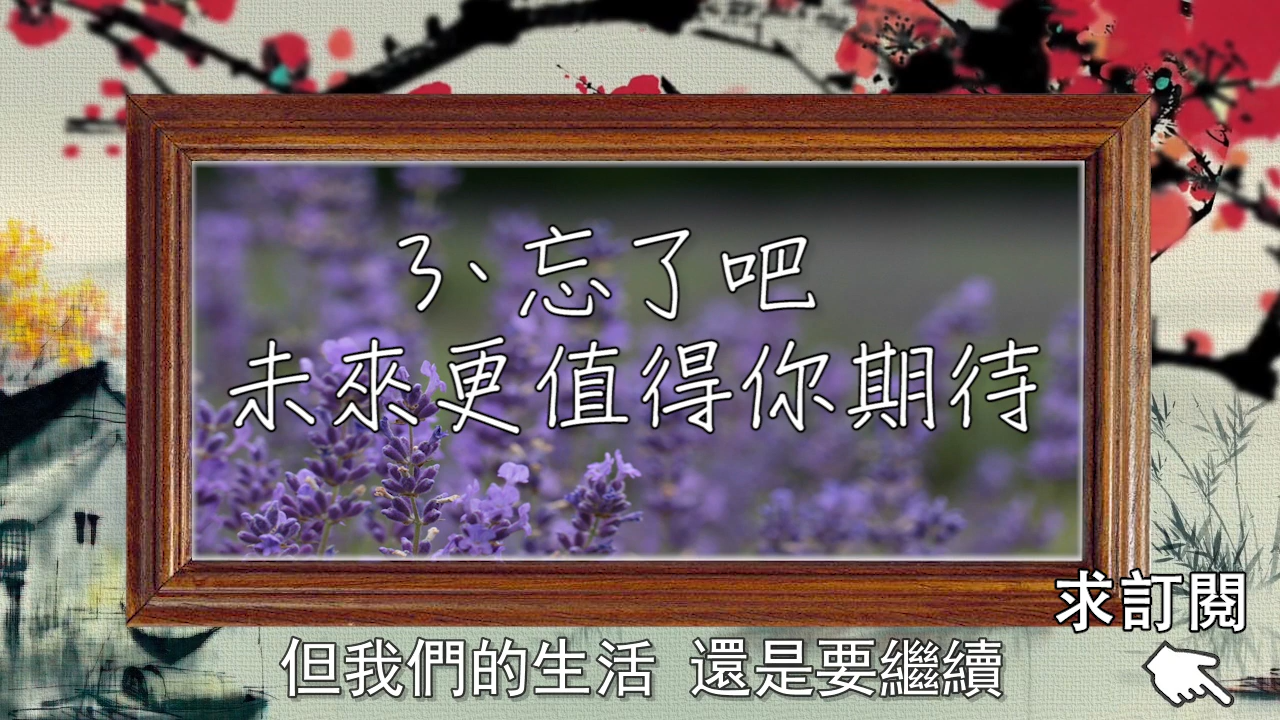 3、忘了吧
未來更值得你期待
求訂閱
但我們的生活 還是要繼續